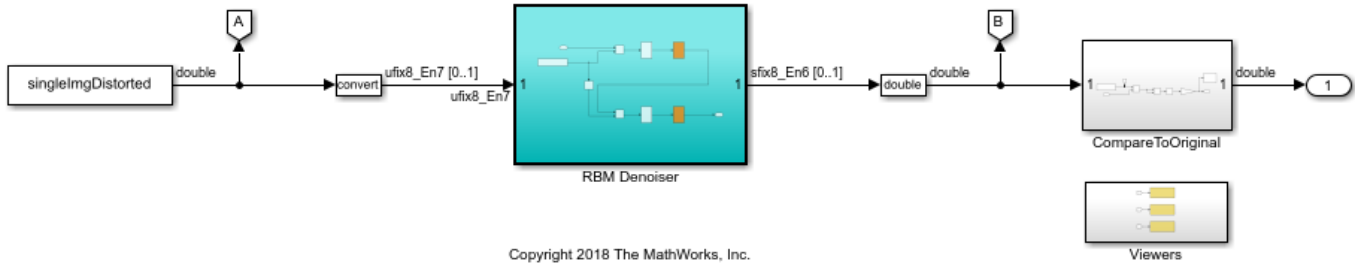 A
B
singleImgDistorted
double
convert
ufix8_En7 [0..1]
ufix8_En7
1
1
RBM Denoiser
sfix8_En6 [0..1]
double
double
1
1
CompareToOriginal
double
1
Viewers
Copyright 2018 The MathWorks, Inc.